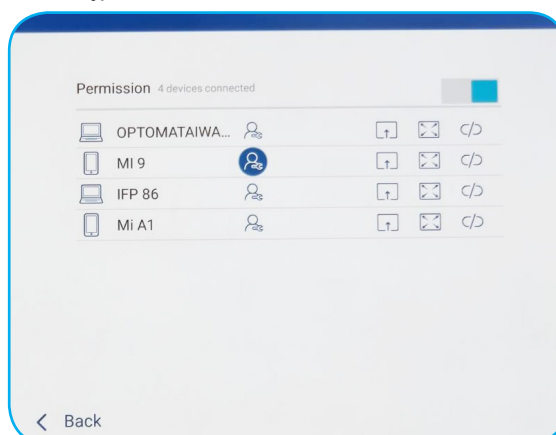 Permission 4 devices connected
OPTOMATAIWA...
MI 9
IFP 86
Mi A1
Back